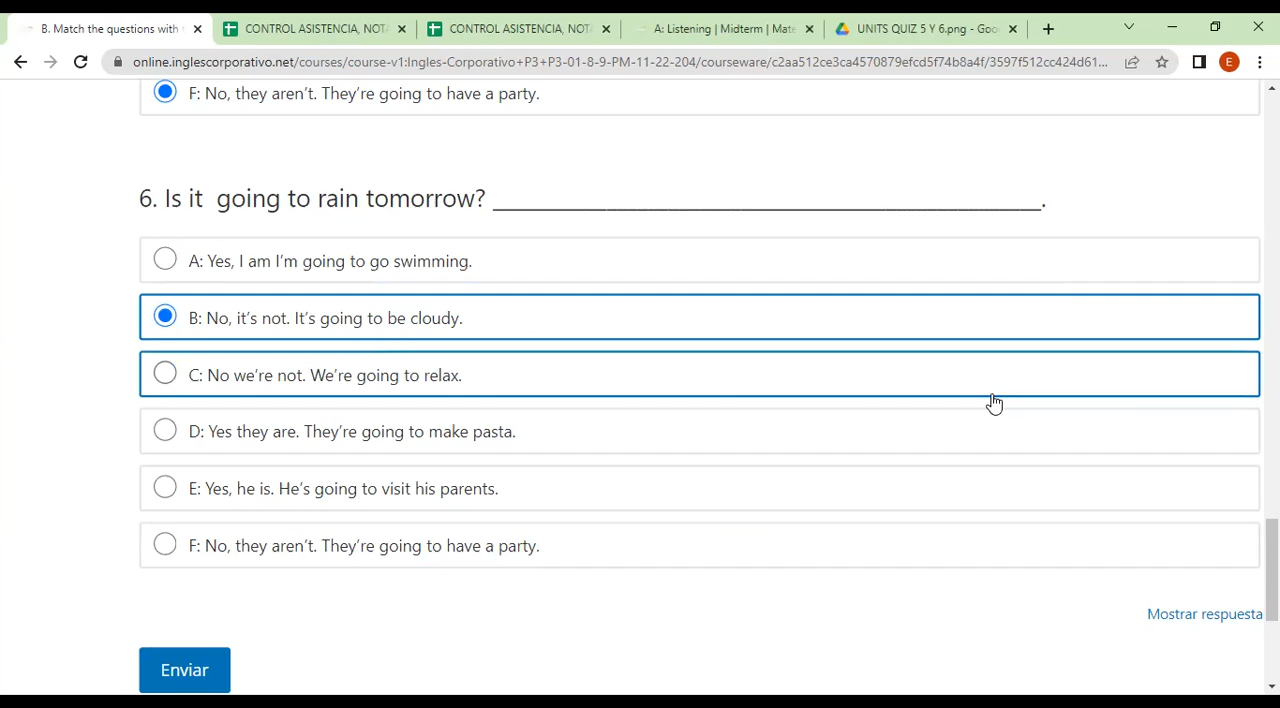 B. Match the questions with
CONTROL ASISTENCIA, NOTA
CONTROL ASISTENCIA, NOTA
A: Listening | Midterm | Mate
UNITS QUIZ 5 Y 6.png - Goo
online.inglescorporativo.net/courses/course-v1:Ingles-Corporativo+P3+P3-01-8-9-PM-11-22-204/courseware/c2a512ce3ca4570879efcd5f74b8a4f/3597f512cc424d61...
E
F: No, they aren't. They're going to have a party.
6. Is it going to rain tomorrow? ______________________________________________.
A: Yes, I am I'm going to go swimming.
B: No, it's not. It's going to be cloudy.
C: No we're not. We're going to relax.
D: Yes they are. They're going to make pasta.
E: Yes, he is. He's going to visit his parents.
F: No, they aren't. They're going to have a party.
Mostrar respuesta
Enviar